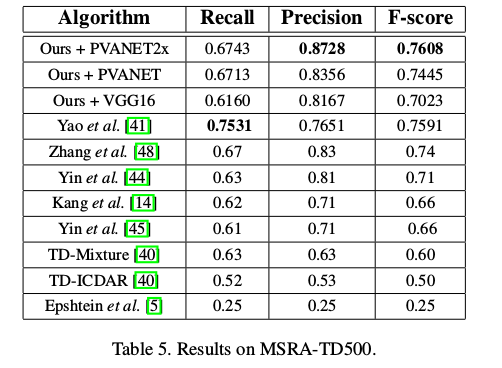 Algorithm Recall Precision F-score
Ours + PVANET2x 0.6743 0.8728 0.7608
Ours + PVANET 0.6713 0.8356 0.7445
Ours + VGG16 0.6160 0.8167 0.7023
Yao et al. [41] 0.7531 0.7651 0.7591
Zhang et al. [48] 0.67 0.83 0.74
Yin et al. [44] 0.63 0.81 0.71
Kang et al. [14] 0.62 0.71 0.66
Yin et al. [45] 0.61 0.71 0.66
TD-Mixture [40] 0.63 0.63 0.60
TD-ICDAR [40] 0.52 0.53 0.50
Epshtein et al. [5] 0.25 0.25 0.25
Table 5. Results on MSRA-TD500.